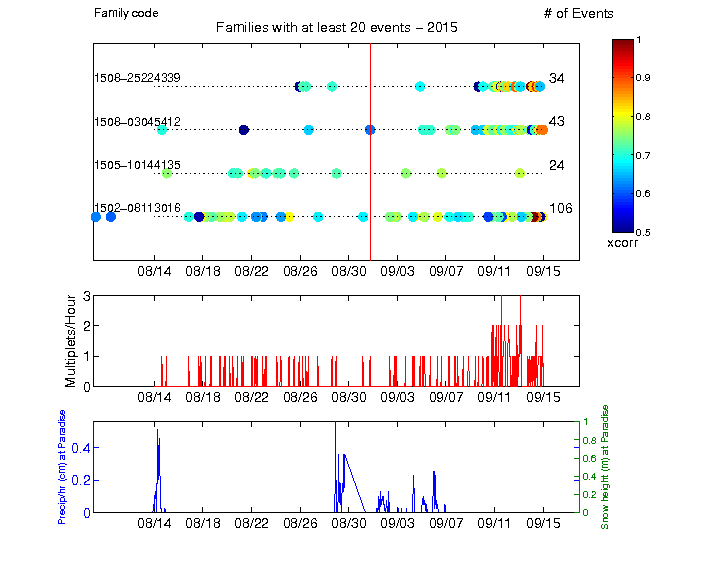 Family code
# of Events
Families with at least 20 events – 2015
1508–25224339
34
1508–03045412
43
1505–10144135
24
1502–08113016
106
08/14 08/18 08/22 08/26 08/30 09/03 09/07 09/11 09/15
1
0.9
0.8
0.7
0.6
0.5
xcorr
Multiplets/Hour
3
2
1
0
08/14 08/18 08/22 08/26 08/30 09/03 09/07 09/11 09/15
Precip/hr (cm) at Paradise
0.4
0.2
0
08/14 08/18 08/22 08/26 08/30 09/03 09/07 09/11 09/15
1
0.8
0.6
0.4
0.2
0
Snow height (m) at Paradise